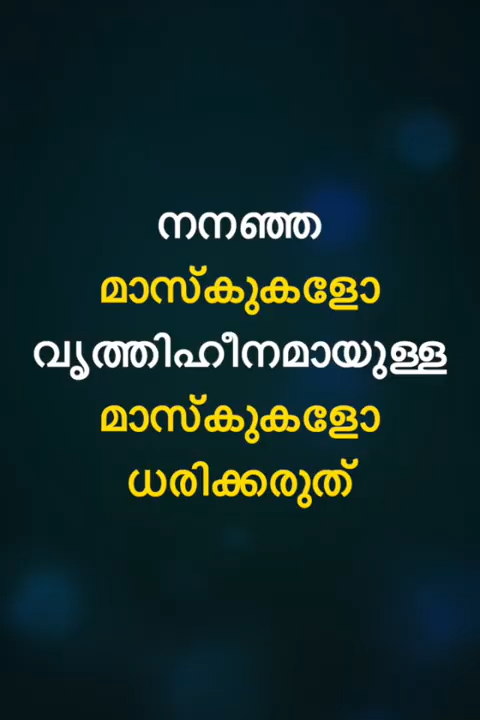 നനഞ്ഞ
മാസ്കുകളോ
വൃത്തിഹീനമായുള്ള
മാസ്കുകളോ
ധരിക്കരുത്